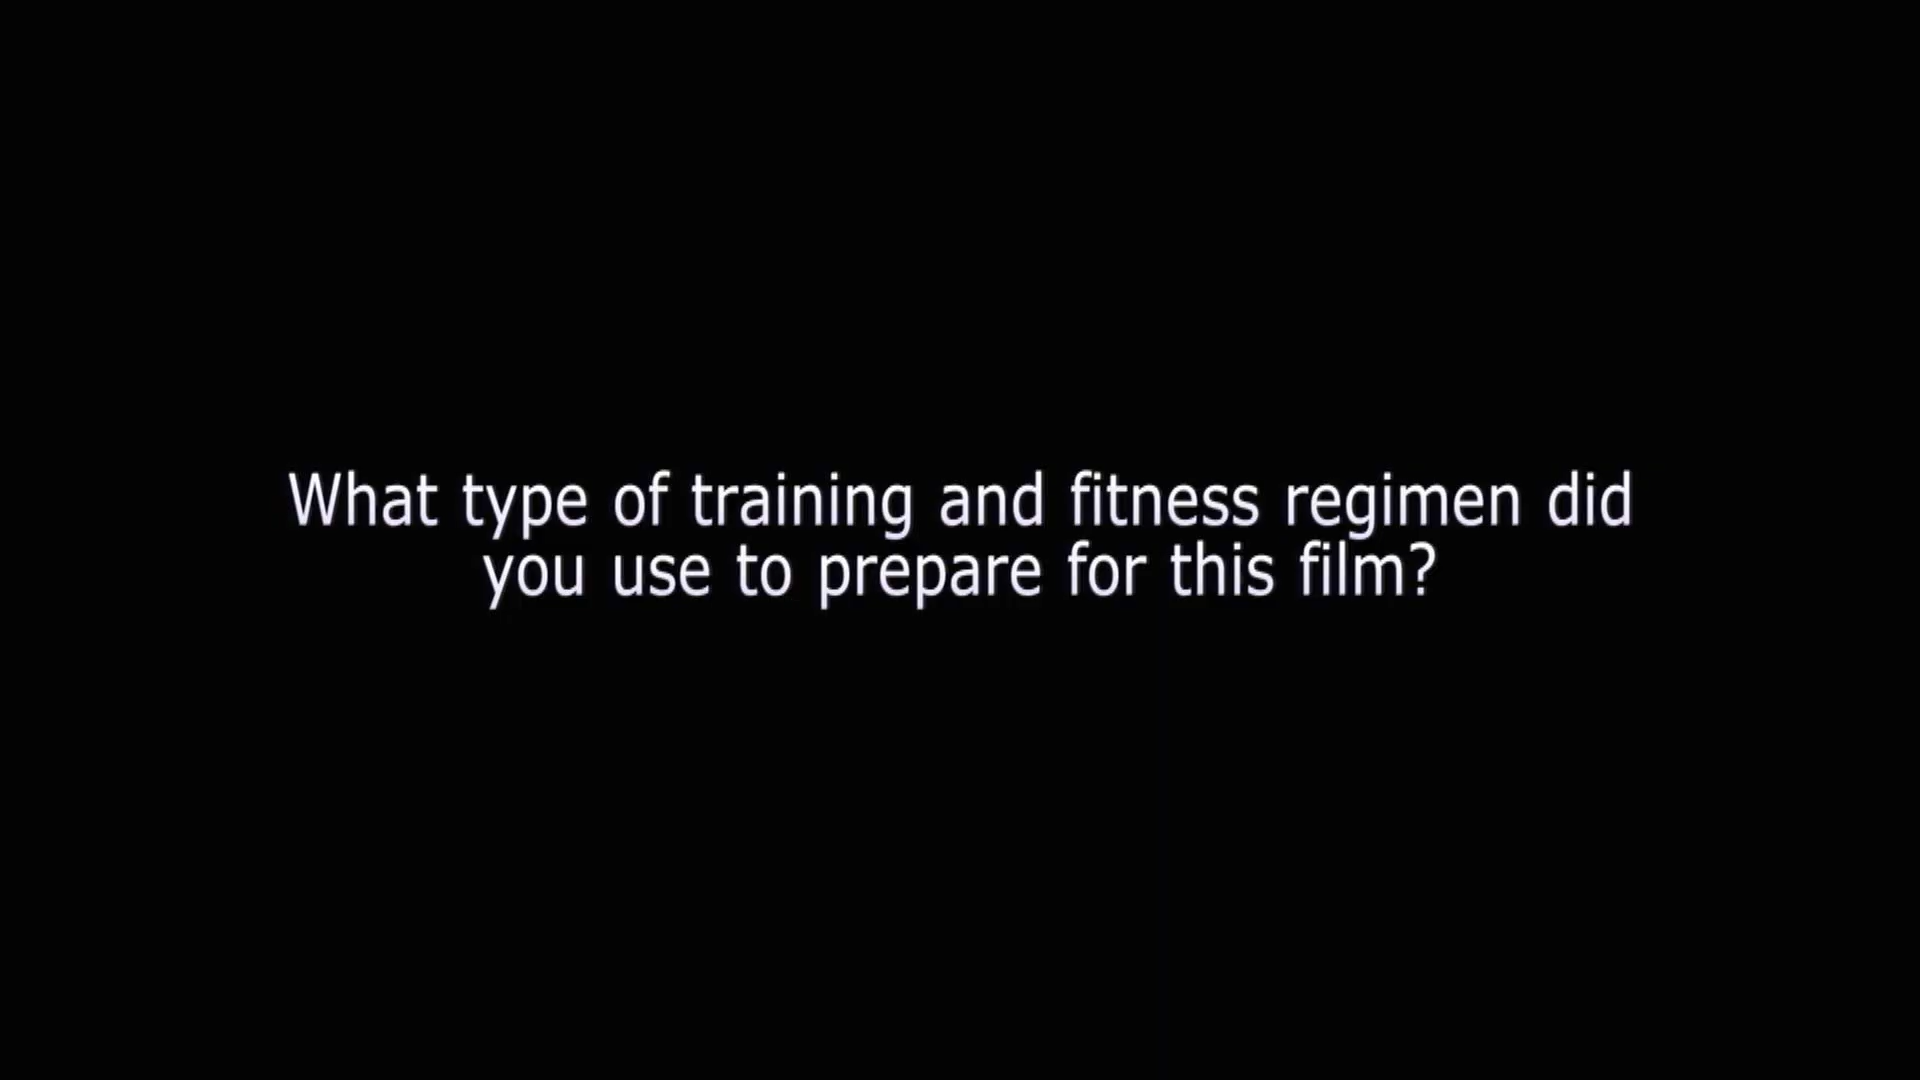 What type of training and fitness regimen did
you use to prepare for this film?